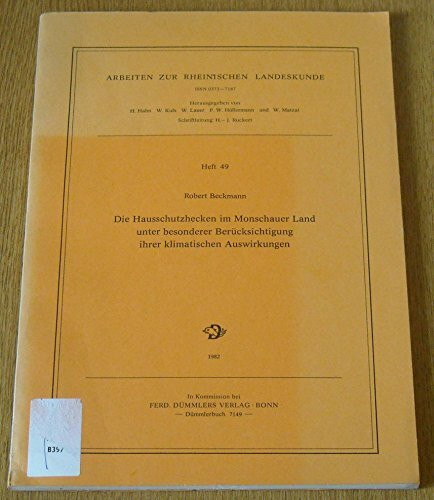 ARBEITEN ZUR RHEINISCHEN LANDESKUNDE
ISSN 0373—7187
Herausgegeben von
H. Hahn W. Kuls W. Lauer P. W. Höllermann und W. Matzat
Schriftleitung: H.— J. Ruckert
Heft 49
Robert Beckmann
Die Hausschutzhecken im Monschauer Land
unter besonderer Berücksichtigung
ihrer klimatischen Auswirkungen
1982
In Kommission bei
FERD. DÜMMLERS VERLAG · BONN
— Dümmlerbuch 7149 —
B357